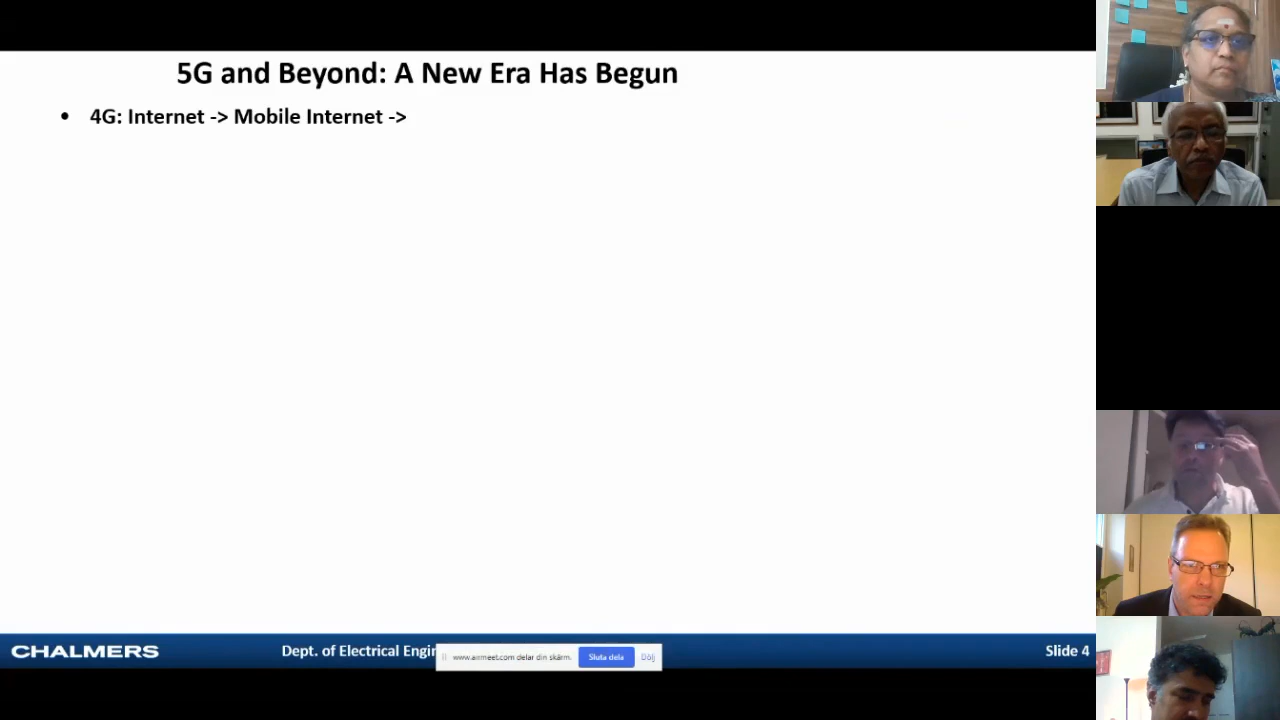 5G and Beyond: A New Era Has Begun
• 4G: Internet -> Mobile Internet ->
CHALMERS
Dept. of Electrical Engi
Slide 4
www.airmeet.com delar din skärm.
Sluta dela
Dölj